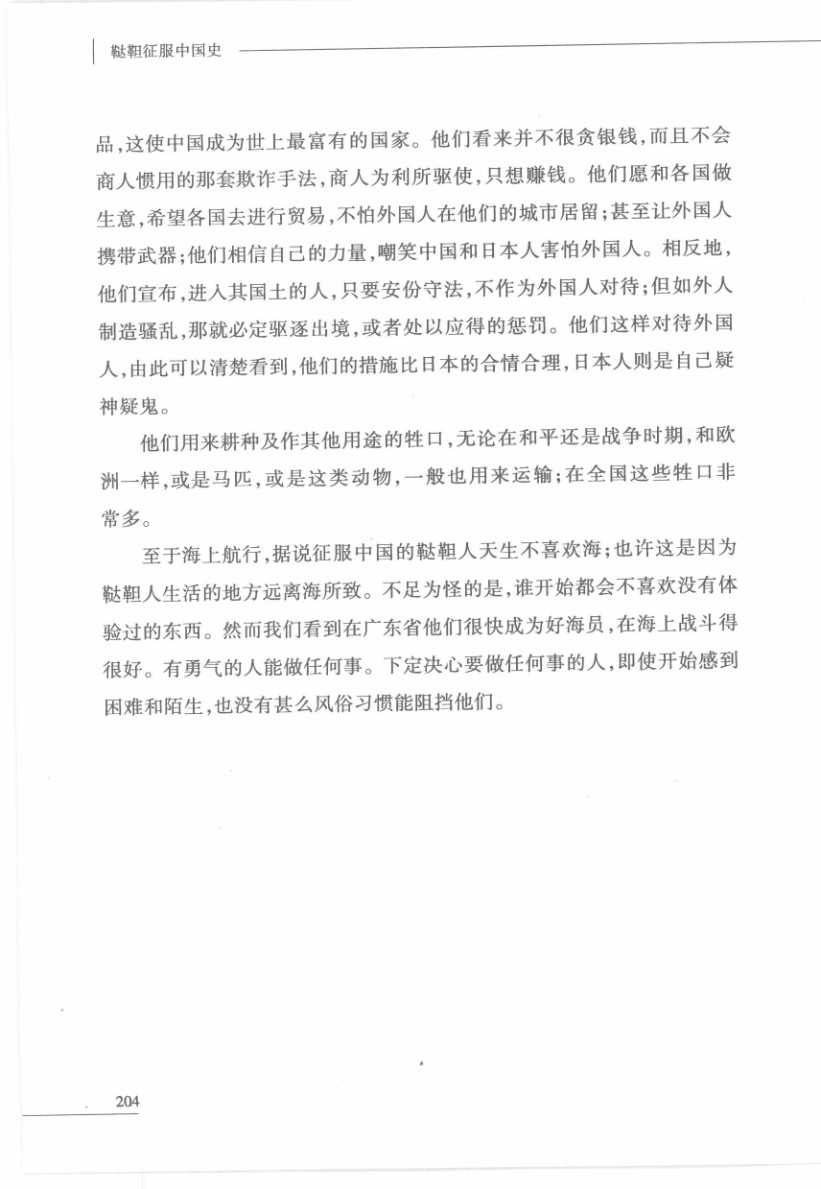 鞑靼征服中国史
品,这使中国成为世上最富有的国家。他们看来并不很贪银钱,而且不会
商人惯用的那套欺诈手法,商人为利所驱使,只想赚钱。他们愿和各国做
生意,希望各国去进行贸易,不怕外国人在他们的城市居留;甚至让外国人
携带武器;他们相信自己的力量,嘲笑中国和日本人害怕外国人。相反地,
他们宣布,进入其国土的人,只要安份守法,不作为外国人对待;但如外人
制造骚乱,那就必定驱逐出境,或者处以应得的惩罚。他们这样对待外国
人,由此可以清楚看到,他们的措施比日本的合情合理,日本人则是自己疑
神疑鬼。
他们用来耕种及作其他用途的牲口,无论在和平还是战争时期,和欧
洲一样,或是马匹,或是这类动物,一般也用来运输;在全国这些牲口非
常多。
至于海上航行,据说征服中国的鞑靼人天生不喜欢海;也许这是因为
鞑靼人生活的地方远离海所致。不足为怪的是,谁开始都会不喜欢没有体
验过的东西。然而我们看到在广东省他们很快成为好海员,在海上战斗得
很好。有勇气的人能做任何事。下定决心要做任何事的人,即使开始感到
困难和陌生,也没有甚么风俗习惯能阻挡他们。
204